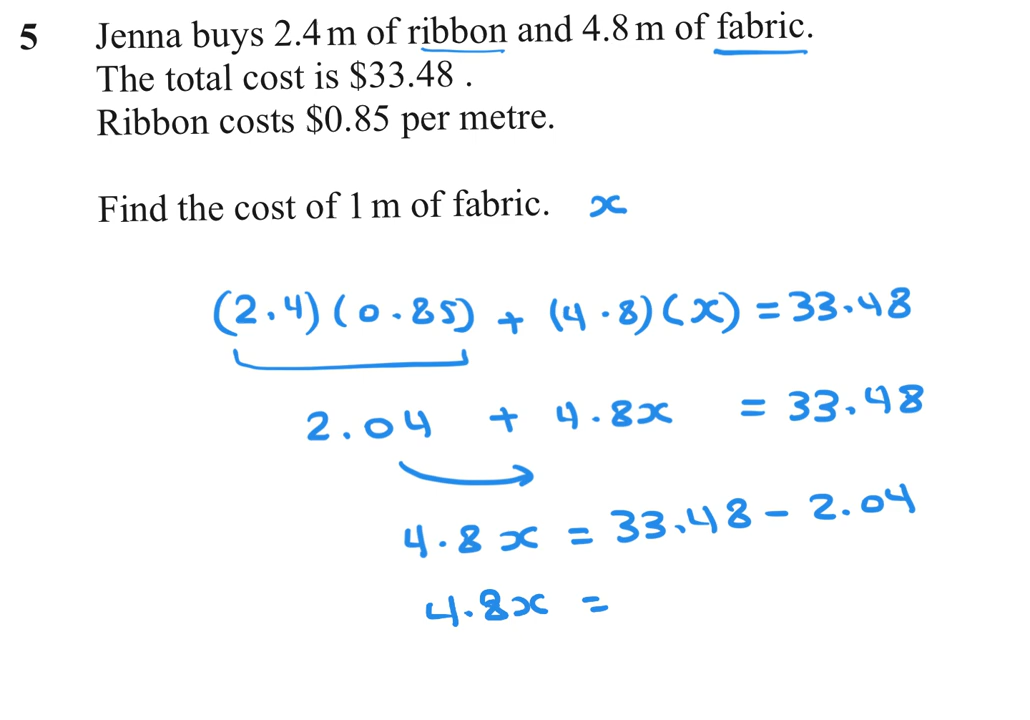 5 Jenna buys 2.4 m of ribbon and 4.8 m of fabric.
The total cost is $33.48 .
Ribbon costs $0.85 per metre.
Find the cost of 1 m of fabric. x
(2.4)(0.85) + (4.8)(x) = 33.48
2.04 + 4.8x = 33.48
4.8x = 33.48 - 2.04
4.8x =